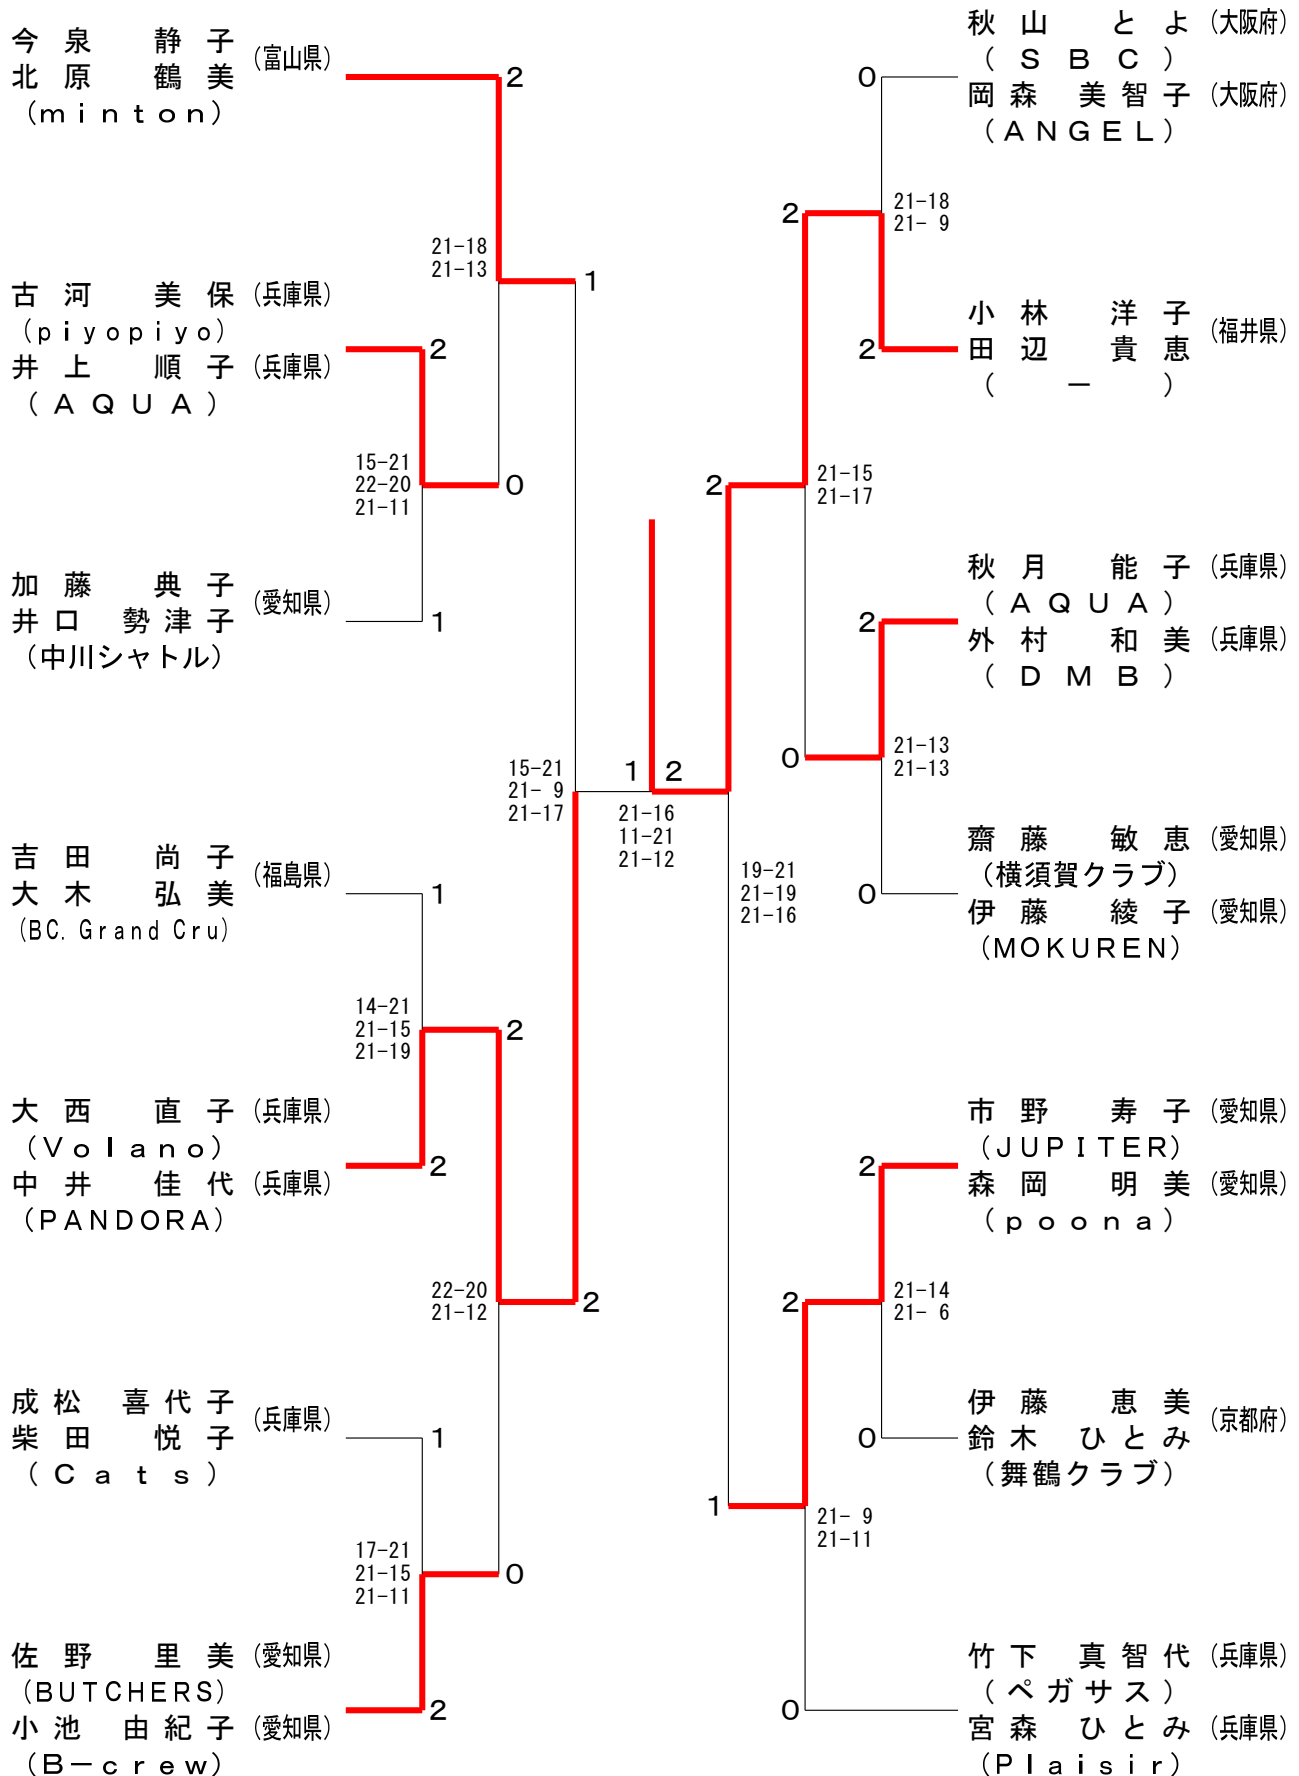 今泉 静子 (富山県)
北原 鶴美
(minton)
2
21-18
21-13
1
古河 美保 (兵庫県)
(piyopiyo)
井上 順子 (兵庫県)
(AQUA)
2
15-21
22-20
21-11
0
加藤 典子 (愛知県)
井口 勢津子
(中川シャトル)
1
15-21
21- 9
21-17
吉田 尚子 (福島県)
大木 弘美
(BC. Grand Cru)
1
14-21
21-15
21-19
2
大西 直子 (兵庫県)
(Volano)
中井 佳代 (兵庫県)
(PANDORA)
2
22-20
21-12
2
成松 喜代子 (兵庫県)
柴田 悦子
(Cats)
1
17-21
21-15
21-11
0
佐野 里美 (愛知県)
(BUTCHERS)
小池 由紀子 (愛知県)
(B-crew)
2
1 2
21-16
11-21
21-12
秋山 とよ (大阪府)
(SBC)
岡森 美智子 (大阪府)
(ANGEL)
0
2
21-18
21- 9
小林 洋子 (福井県)
田辺 貴恵
( - )
2
2
21-15
21-17
秋月 能子 (兵庫県)
(AQUA)
外村 和美 (兵庫県)
(DMB)
2
0
21-13
21-13
齋藤 敏恵 (愛知県)
(横須賀クラブ)
伊藤 綾子 (愛知県)
(MOKUREN)
0
19-21
21-19
21-16
市野 寿子 (愛知県)
(JUPITER)
森岡 明美 (愛知県)
(poona)
2
2
21-14
21- 6
伊藤 恵美 (京都府)
鈴木 ひとみ
(舞鶴クラブ)
0
1
21- 9
21-11
竹下 真智代 (兵庫県)
(ペガサス)
宮森 ひとみ (兵庫県)
(Plaisir)
0